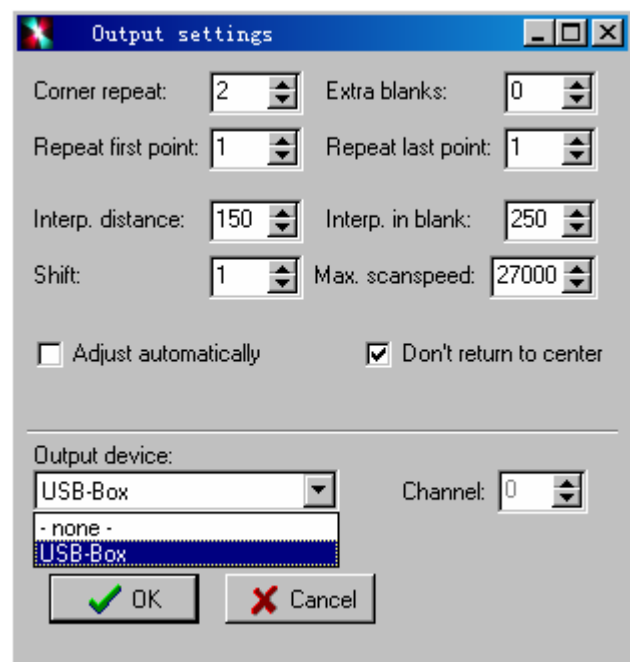 Output settings
Corner repeat: 2 Extra blanks: 0
Repeat first point: 1 Repeat last point: 1
Interp. distance: 150 Interp. in blank: 250
Shift: 1 Max. scanspeed: 27000
Adjust automatically Don't return to center
Output device:
USB-Box Channel: 0
- none -
USB-Box
OK Cancel